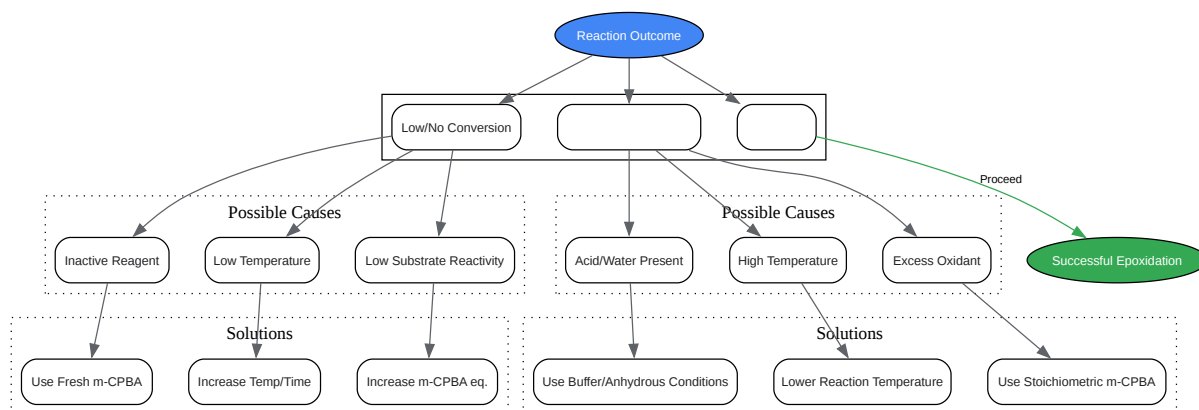 Reaction Outcome
Low/No Conversion
Proceed
Possible Causes
Possible Causes
Inactive Reagent
Low Temperature
Low Substrate Reactivity
Acid/Water Present
High Temperature
Excess Oxidant
Successful Epoxidation
Solutions
Solutions
Use Fresh m-CPBA
Increase Temp/Time
Increase m-CPBA eq.
Use Buffer/Anhydrous Conditions
Lower Reaction Temperature
Use Stoichiometric m-CPBA